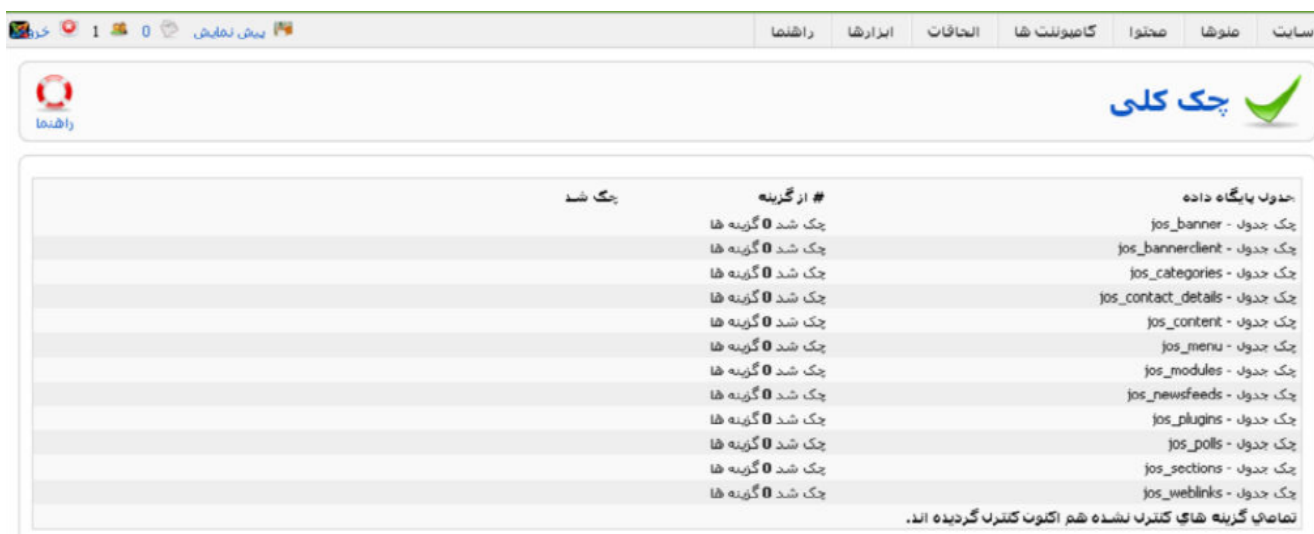 سایت منوها محتوا کامپوننت ها الحاقات ابزارها راهنما پیش نمایش 0 1 خروج
چک کلی
راهنما
جدول پایگاه داده # از گزینه چک شد
چک جدول - jos_banner چک شد 0 گزینه ها
چک جدول - jos_bannerclient چک شد 0 گزینه ها
چک جدول - jos_categories چک شد 0 گزینه ها
چک جدول - jos_contact_details چک شد 0 گزینه ها
چک جدول - jos_content چک شد 0 گزینه ها
چک جدول - jos_menu چک شد 0 گزینه ها
چک جدول - jos_modules چک شد 0 گزینه ها
چک جدول - jos_newsfeeds چک شد 0 گزینه ها
چک جدول - jos_plugins چک شد 0 گزینه ها
چک جدول - jos_polls چک شد 0 گزینه ها
چک جدول - jos_sections چک شد 0 گزینه ها
چک جدول - jos_weblinks چک شد 0 گزینه ها
تمامي گزینه هاي کنترل نشده هم اکنون کنترل گردیده اند.